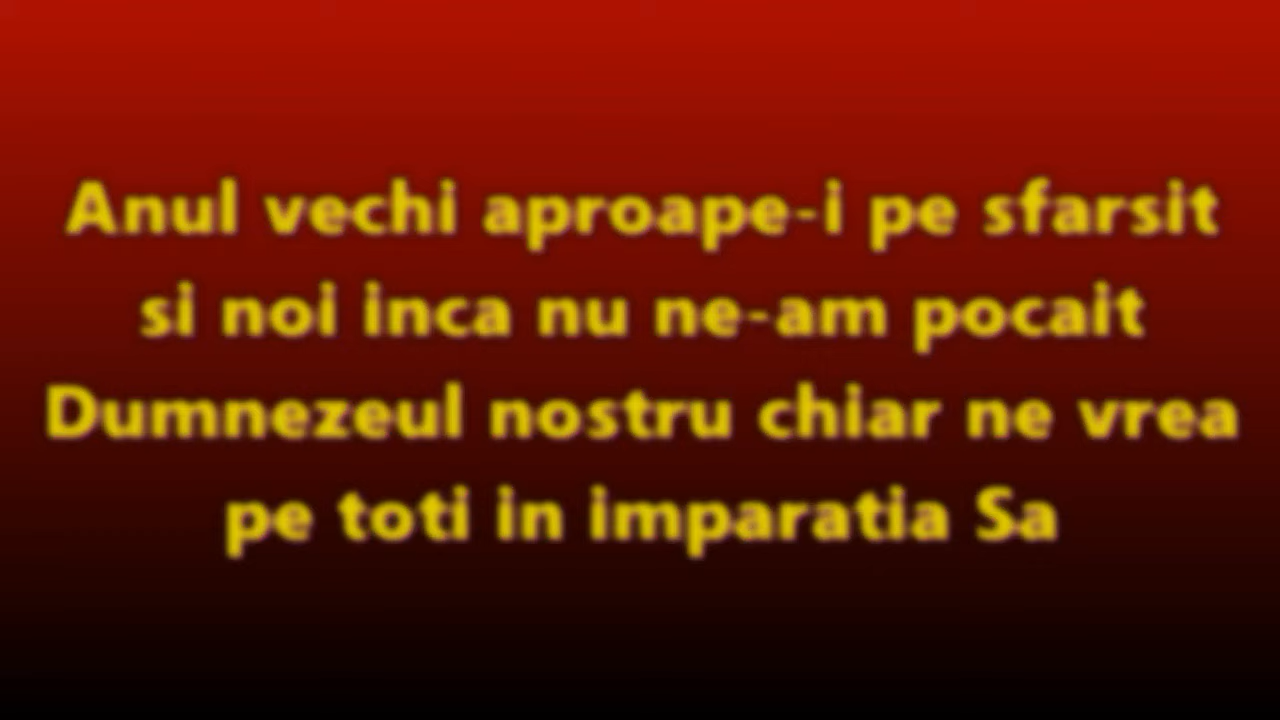 Anul vechi aproape-i pe sfarsit
si noi inca nu ne-am pocait
Dumnezeul nostru chiar ne vrea
pe toti in imparatia Sa